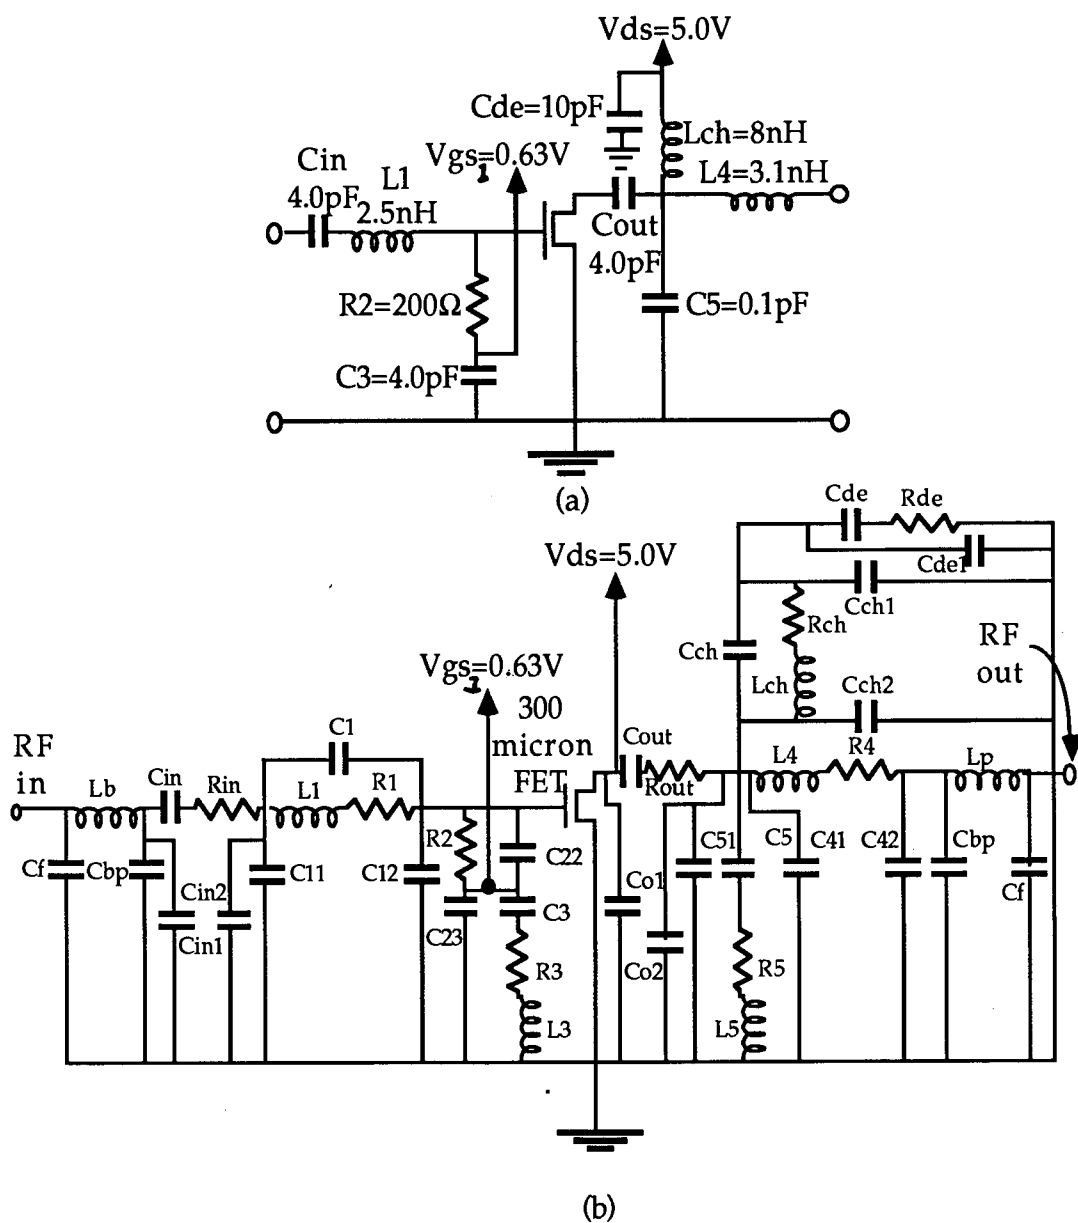 Vds=5.0V
Cde=10pF
Lch=8nH
Vgs=0.63V
1
L4=3.1nH
Cin
4.0pF
L1
2.5nH
Cout
4.0pF
R2=200Ω
C5=0.1pF
C3=4.0pF
(a)
Cde
Rde
Vds=5.0V
Cde1
Cch1
Rch
RF
out
Cch
Vgs=0.63V
1
Lch
Cch2
300
micron
FET
C1
Cout
R4
RF
in
Lb
Cin
Rin
L1
R1
L4
Lp
Rout
R2
Cf
Cbp
C11
C12
C22
C51
C5
C41
C42
Cbp
Cf
Cin2
Co1
C3
Cin1
C23
R3
Co2
R5
L3
L5
(b)